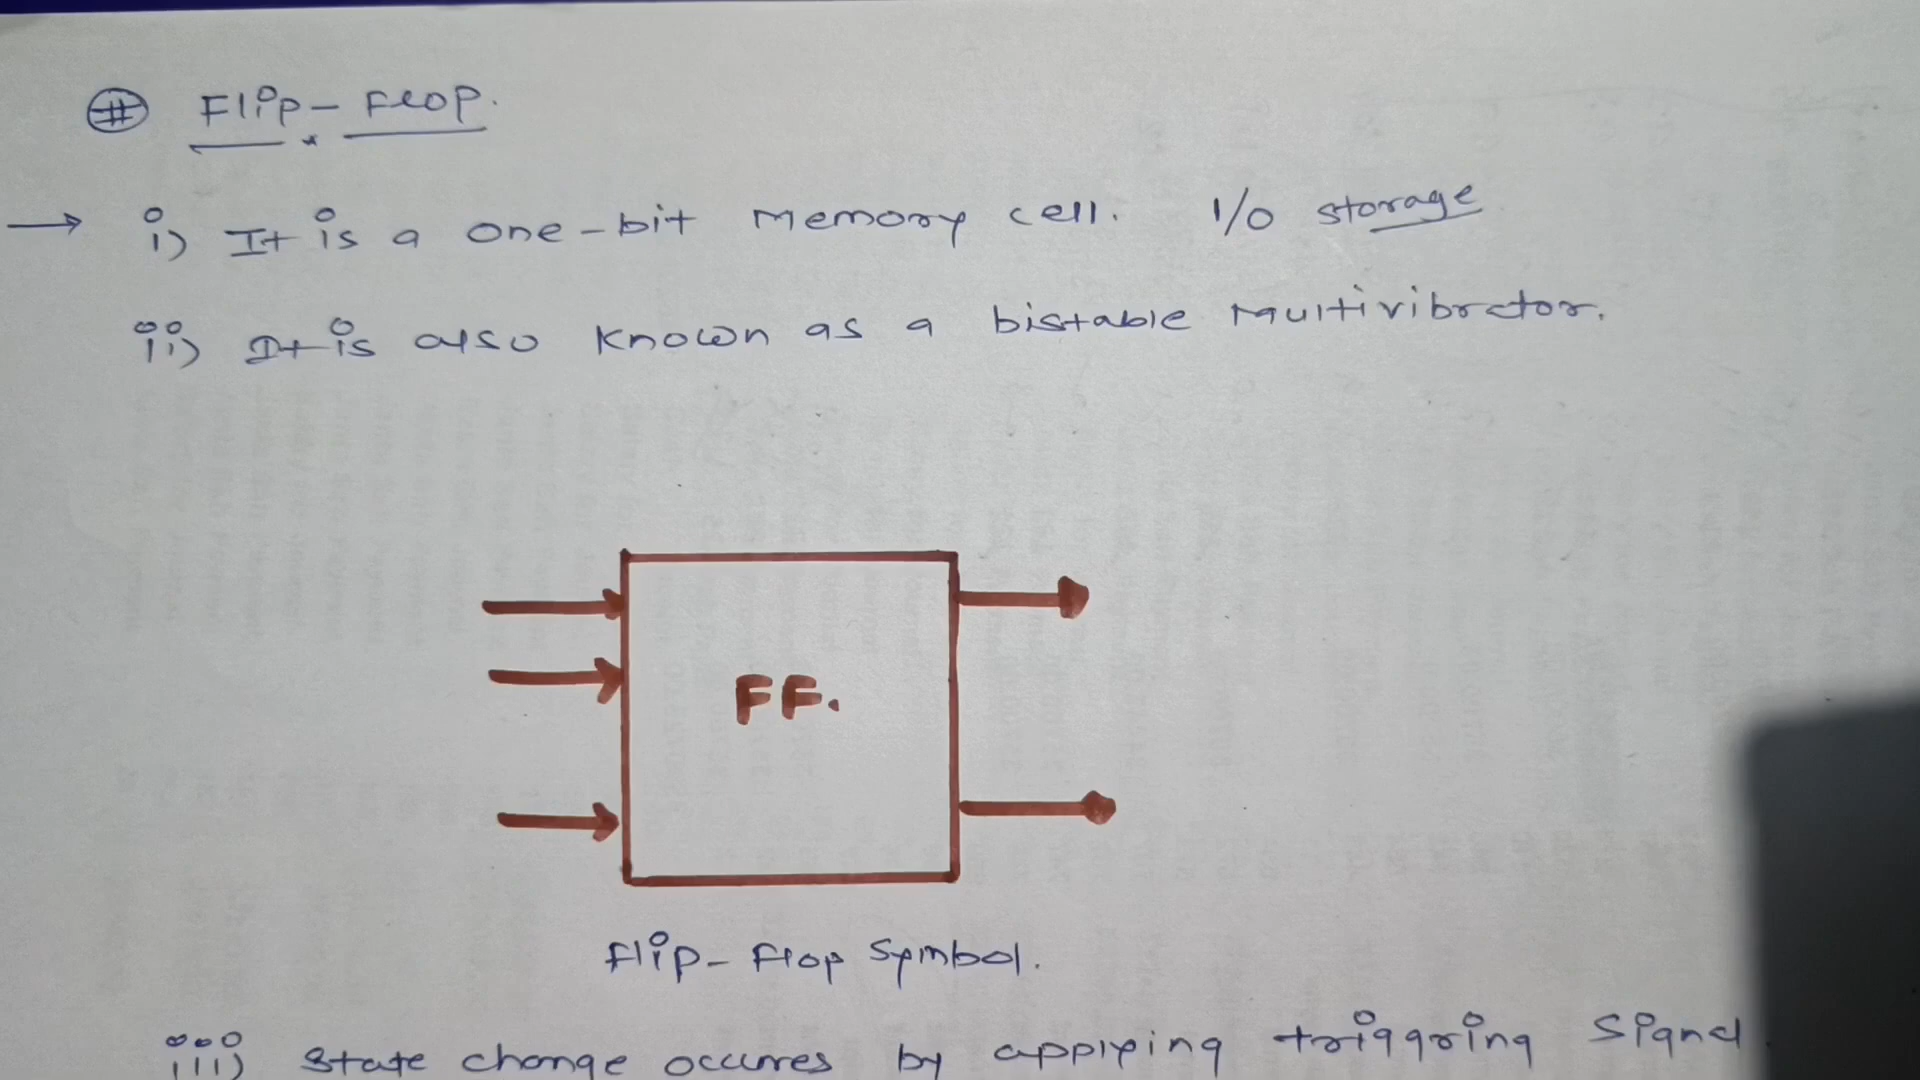 # Flip-Flop.
→ i) It is a one-bit Memory cell. 1/0 storage
ii) It is also known as a bistable Multivibrator.
FF.
Flip-Flop Symbol.
iii) State change occures by applying triggring Signal